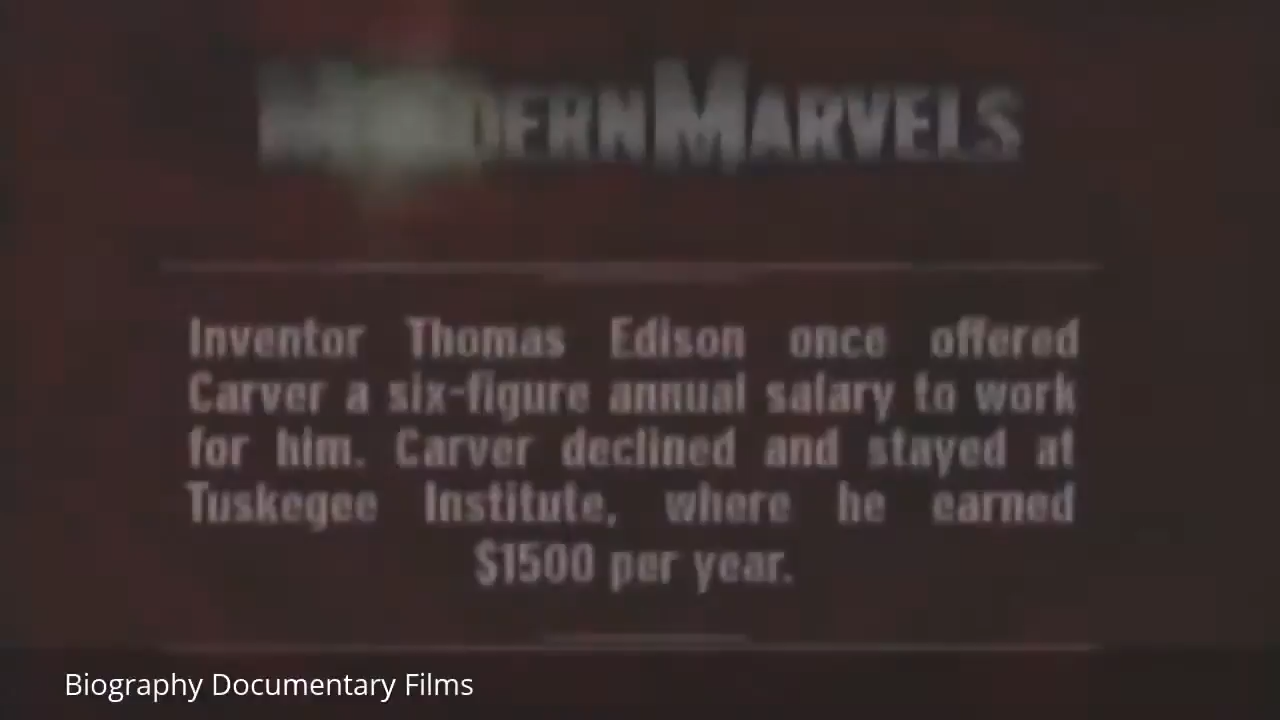 MODERN MARVELS
Inventor Thomas Edison once offered
Carver a six-figure annual salary to work
for him. Carver declined and stayed at
Tuskegee Institute, where he earned
$1500 per year.
Biography Documentary Films